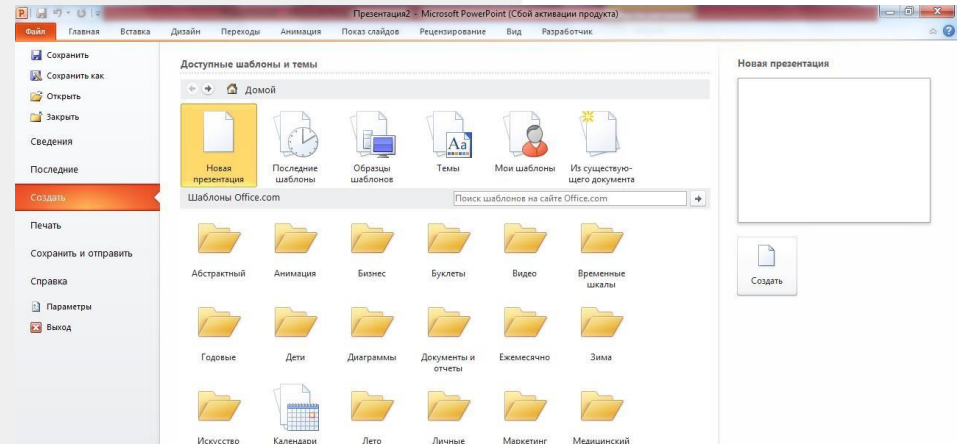 Презентация2 - Microsoft PowerPoint (Сбой активации продукта)
Файл Главная Вставка Дизайн Переходы Анимация Показ слайдов Рецензирование Вид Разработчик
Сохранить
Сохранить как
Открыть
Закрыть
Сведения
Последние
Создать
Печать
Сохранить и отправить
Справка
Параметры
Выход
Доступные шаблоны и темы
Домой
Новая презентация
Последние шаблоны
Образцы шаблонов
Темы
Мои шаблоны
Из существую-
щего документа
Шаблоны Office.com
Поиск шаблонов на сайте Office.com
Абстрактный
Анимация
Бизнес
Буклеты
Видео
Временные шкалы
Годовые
Дети
Диаграммы
Документы и отчеты
Ежемесячно
Зима
Искусство
Календари
Лето
Личные
Маркетинг
Медицинский
Новая презентация
Создать